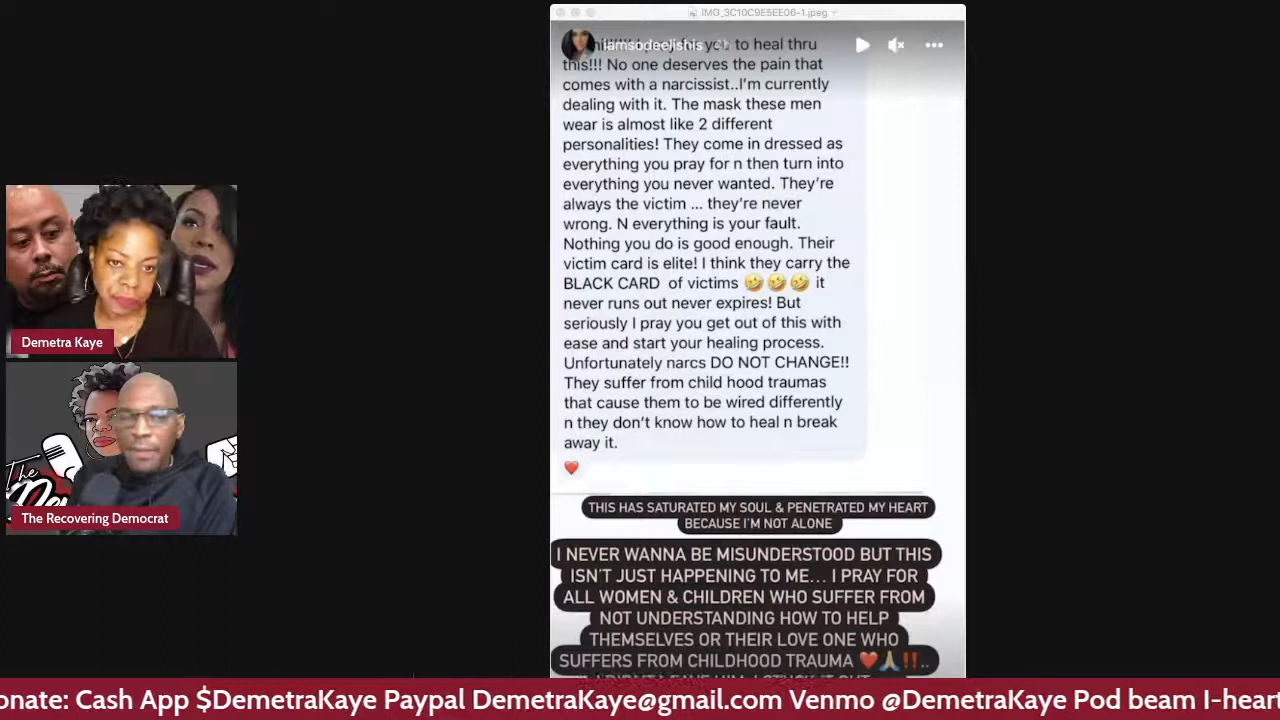 IMG_3C10C9E5EE06-1.jpeg
iamsodeelishis
you to heal thru
this!!! No one deserves the pain that
comes with a narcissist..I'm currently
dealing with it. The mask these men
wear is almost like 2 different
personalities! They come in dressed as
everything you pray for n then turn into
everything you never wanted. They're
always the victim ... they're never
wrong. N everything is your fault.
Nothing you do is good enough. Their
victim card is elite! I think they carry the
BLACK CARD of victims 🤣🤣🤣 it
never runs out never expires! But
seriously I pray you get out of this with
ease and start your healing process.
Unfortunately narcs DO NOT CHANGE!!
They suffer from child hood traumas
that cause them to be wired differently
n they don't know how to heal n break
away it.
❤️
THIS HAS SATURATED MY SOUL & PENETRATED MY HEART
BECAUSE I'M NOT ALONE
I NEVER WANNA BE MISUNDERSTOOD BUT THIS
ISN'T JUST HAPPENING TO ME... I PRAY FOR
ALL WOMEN & CHILDREN WHO SUFFER FROM
NOT UNDERSTANDING HOW TO HELP
THEMSELVES OR THEIR LOVE ONE WHO
SUFFERS FROM CHILDHOOD TRAUMA ❤️🙏‼️..
Demetra Kaye
The
The Recovering Democrat
onate: Cash App $DemetraKaye Paypal DemetraKaye@gmail.com Venmo @DemetraKaye Pod beam I-hear